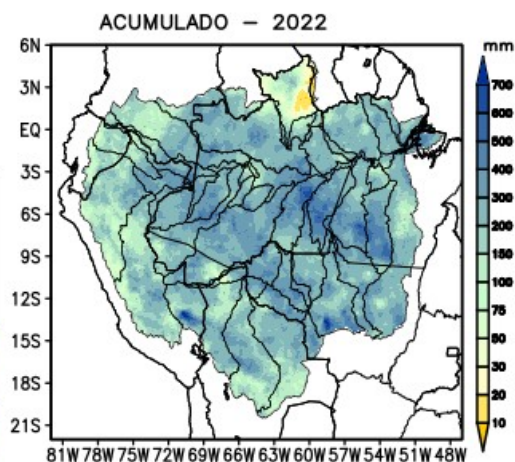 ACUMULADO — 2022
mm
6N
3N
EQ
3S
6S
9S
12S
15S
18S
21S
81W 78W 75W 72W 69W 66W 63W 60W 57W 54W 51W 48W
700
600
500
400
300
200
150
100
75
50
30
20
10